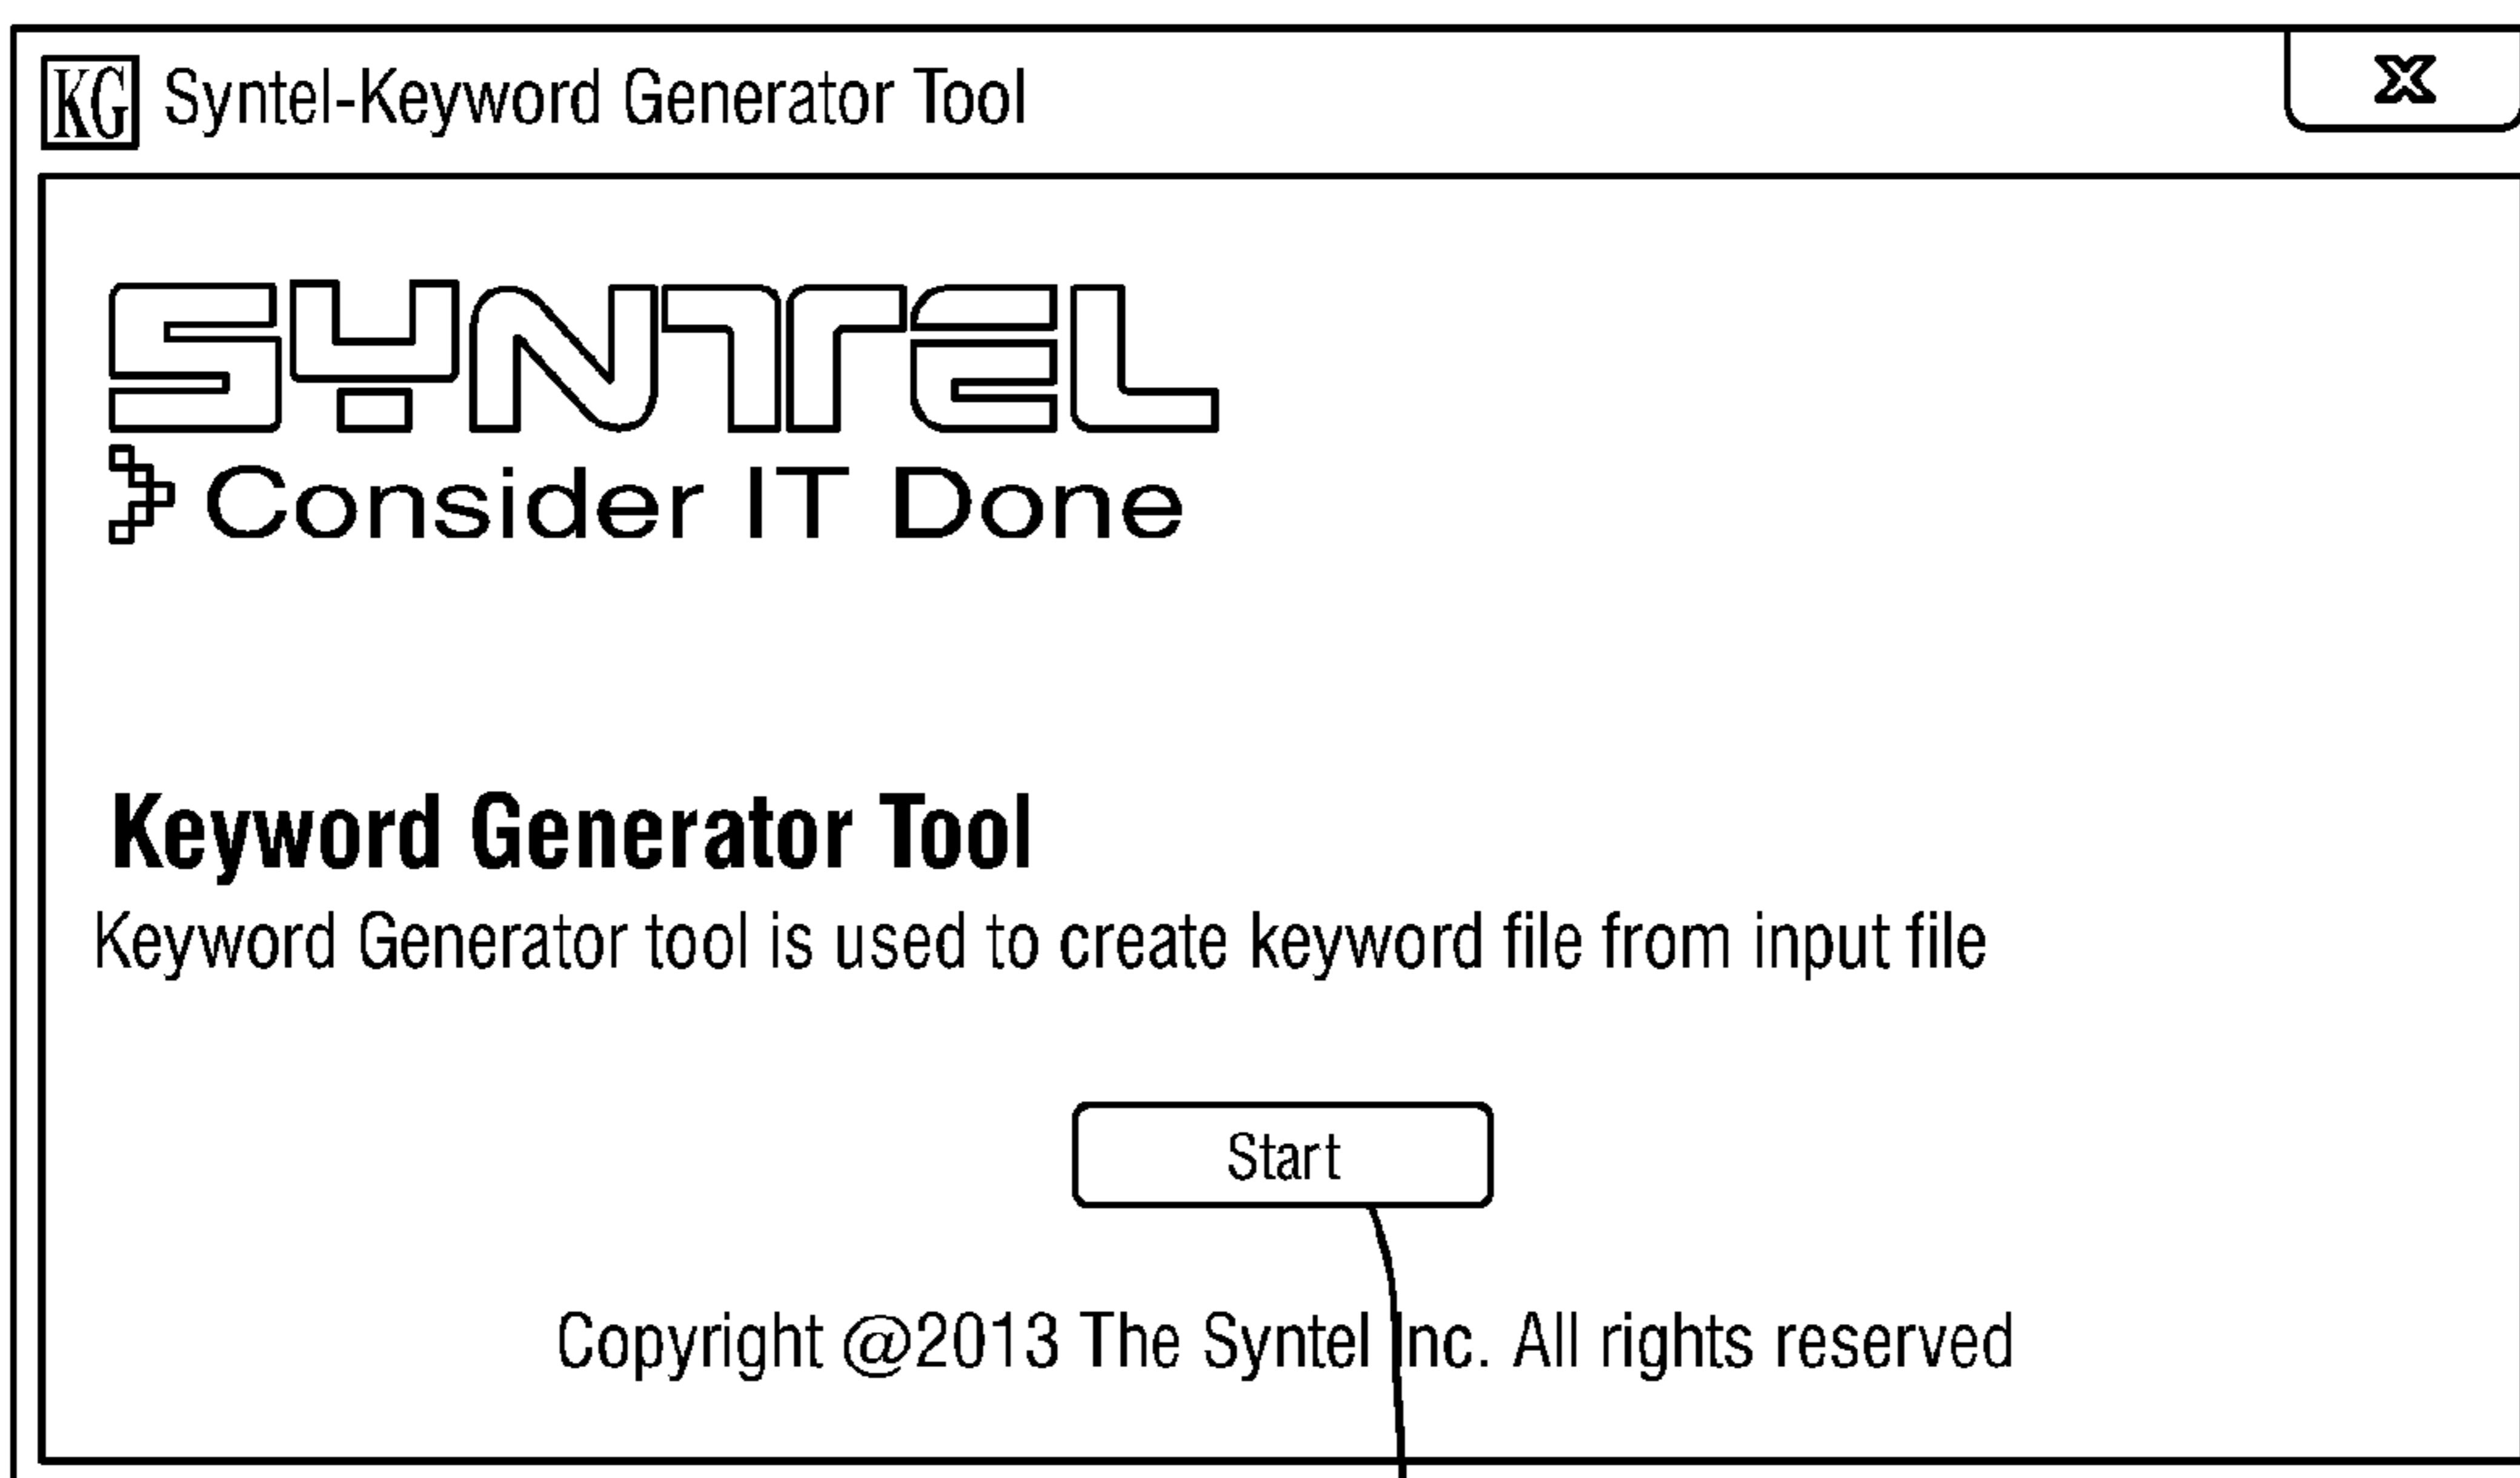 KG Syntel-Keyword Generator Tool X
SYNTEL
Consider IT Done
Keyword Generator Tool
Keyword Generator tool is used to create keyword file from input file
Start
Copyright @2013 The Syntel Inc. All rights reserved